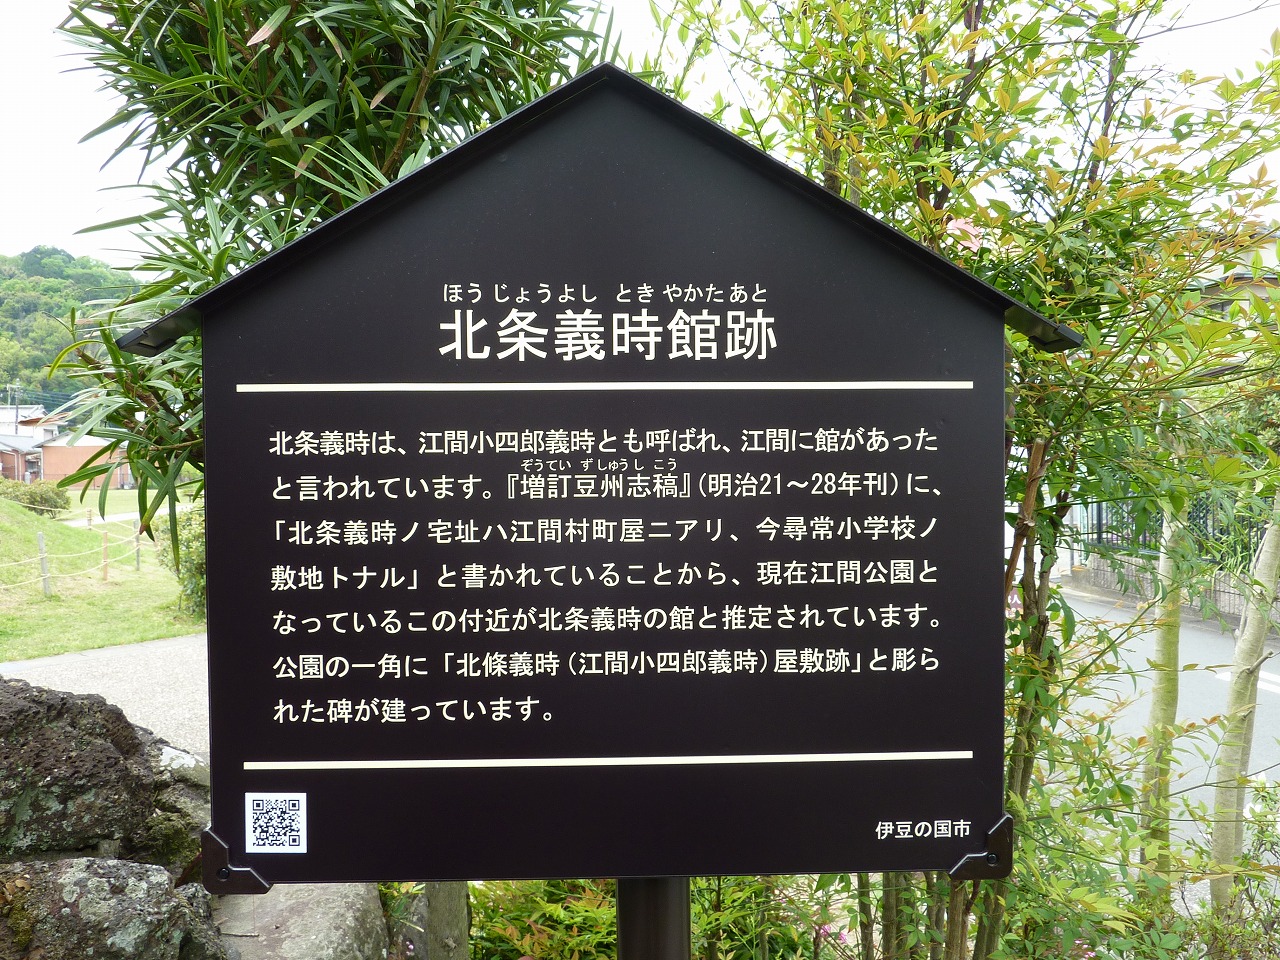 ほうじょうよし ときやかたあと
北条義時館跡
北条義時は、江間小四郎義時とも呼ばれ、江間に館があった
ぞうてい ずしゅうし こう
と言われています。『増訂豆州志稿』(明治21～28年刊)に、
「北条義時ノ宅址ハ江間村町屋ニアリ、今尋常小学校ノ
敷地トナル」と書かれていることから、現在江間公園と
なっているこの付近が北条義時の館と推定されています。
公園の一角に「北條義時(江間小四郎義時)屋敷跡」と彫ら
れた碑が建っています。
伊豆の国市